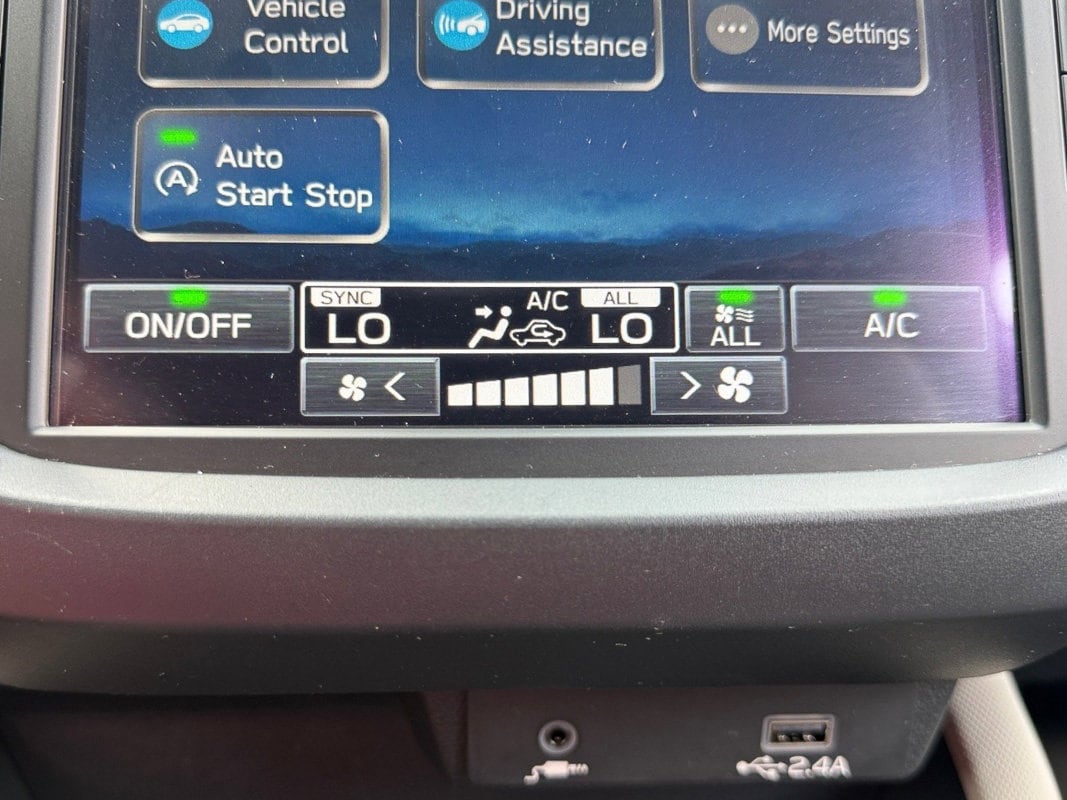 Vehicle
Control
Driving
Assistance
More Settings
A
Auto
Start Stop
ON/OFF
SYNC
LO
A/C
ALL
LO
ALL
A/C
2.4A